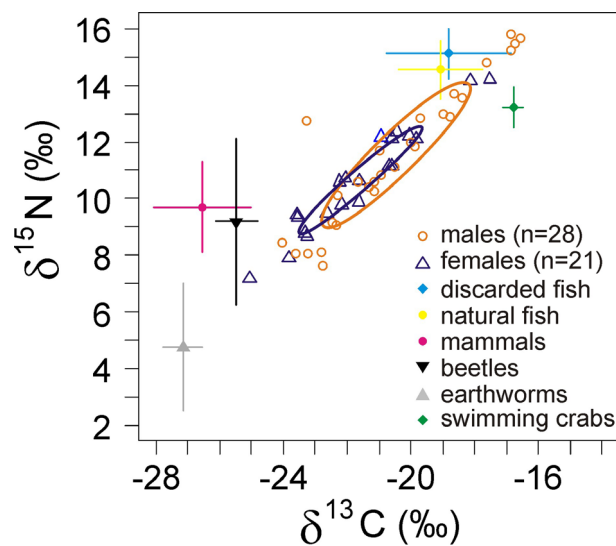 16
14
12
10
8
6
4
2
δ15N (‰)
males (n=28)
females (n=21)
discarded fish
natural fish
mammals
beetles
earthworms
swimming crabs
-28 -24 -20 -16
δ13C (‰)